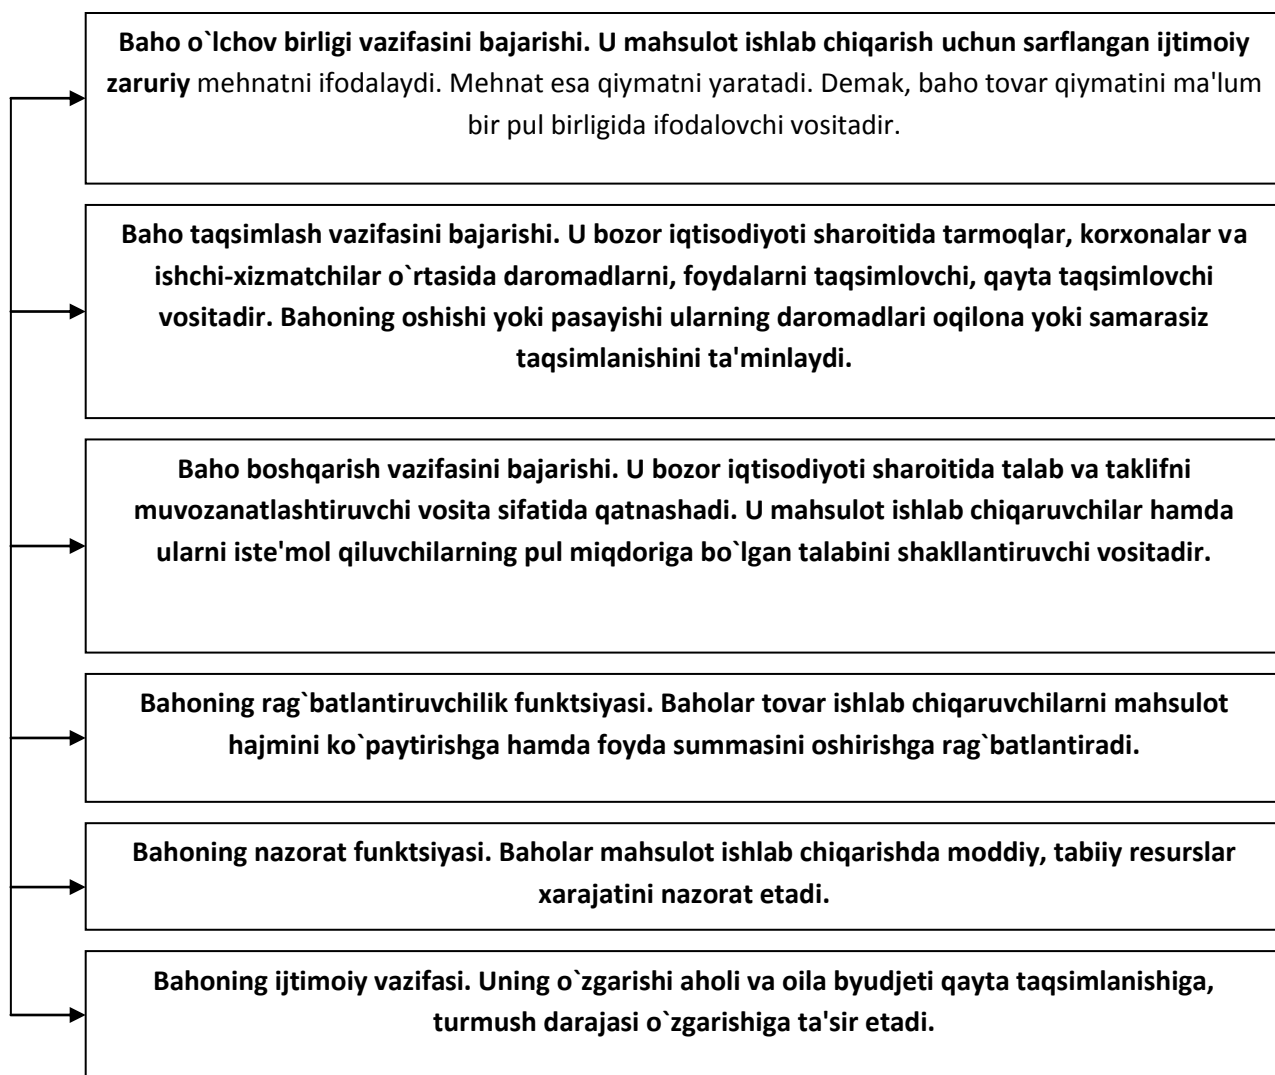 Baho o`lchov birligi vazifasini bajarishi. U mahsulot ishlab chiqarish uchun sarflangan ijtimoiy
zaruriy mehnatni ifodalaydi. Mehnat esa qiymatni yaratadi. Demak, baho tovar qiymatini ma'lum
bir pul birligida ifodalovchi vositadir.
Baho taqsimlash vazifasini bajarishi. U bozor iqtisodiyoti sharoitida tarmoqlar, korxonalar va
ishchi-xizmatchilar o`rtasida daromadlarni, foydalarni taqsimlovchi, qayta taqsimlovchi
vositadir. Bahoning oshishi yoki pasayishi ularning daromadlari oqilona yoki samarasiz
taqsimlanishini ta'minlaydi.
Baho boshqarish vazifasini bajarishi. U bozor iqtisodiyoti sharoitida talab va taklifni
muvozanatlashtiruvchi vosita sifatida qatnashadi. U mahsulot ishlab chiqaruvchilar hamda
ularni iste'mol qiluvchilarning pul miqdoriga bo`lgan talabini shakllantiruvchi vositadir.
Bahoning rag`batlantiruvchilik funktsiyasi. Baholar tovar ishlab chiqaruvchilarni mahsulot
hajmini ko`paytirishga hamda foyda summasini oshirishga rag`batlantiradi.
Bahoning nazorat funktsiyasi. Baholar mahsulot ishlab chiqarishda moddiy, tabiiy resurslar
xarajatini nazorat etadi.
Bahoning ijtimoiy vazifasi. Uning o`zgarishi aholi va oila byudjeti qayta taqsimlanishiga,
turmush darajasi o`zgarishiga ta'sir etadi.